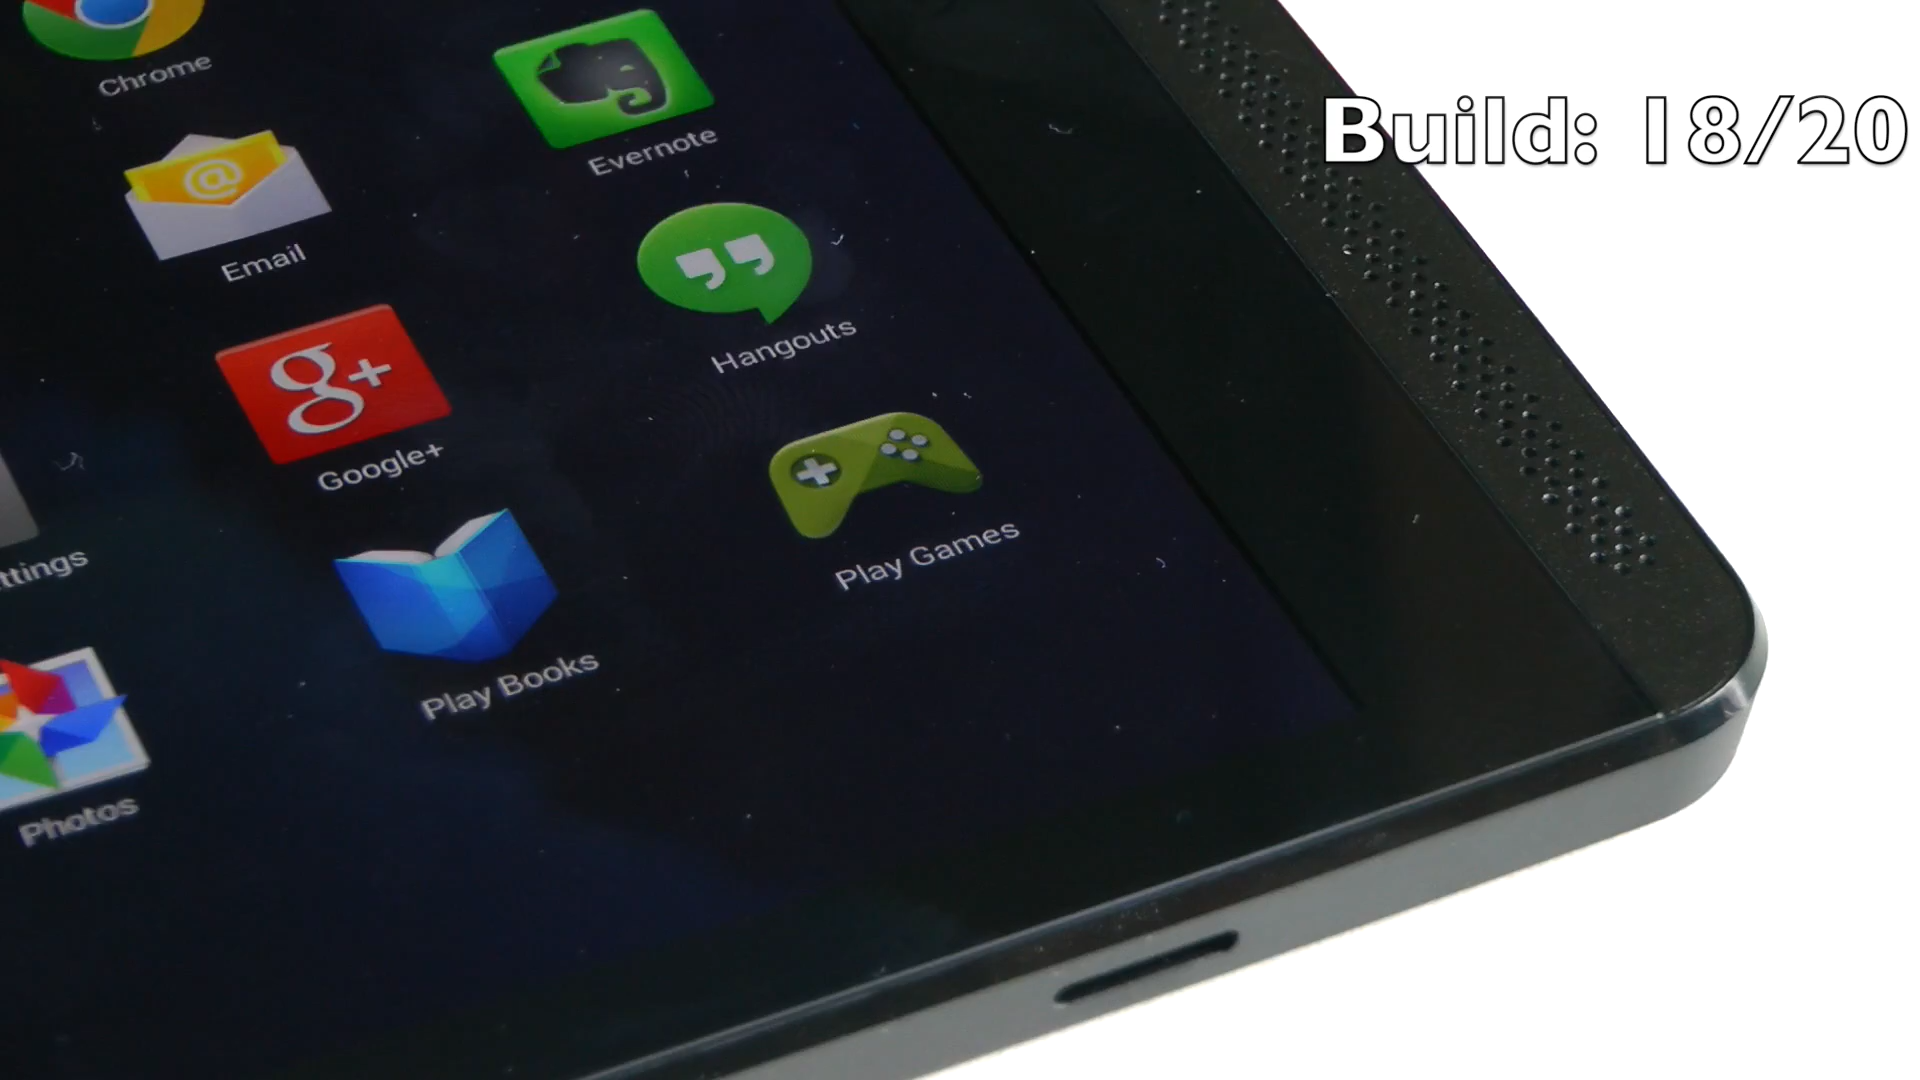 Build: 18/20
Chrome
Evernote
@
Email
Hangouts
g+
Google+
Play Games
ttings
Play Books
Photos